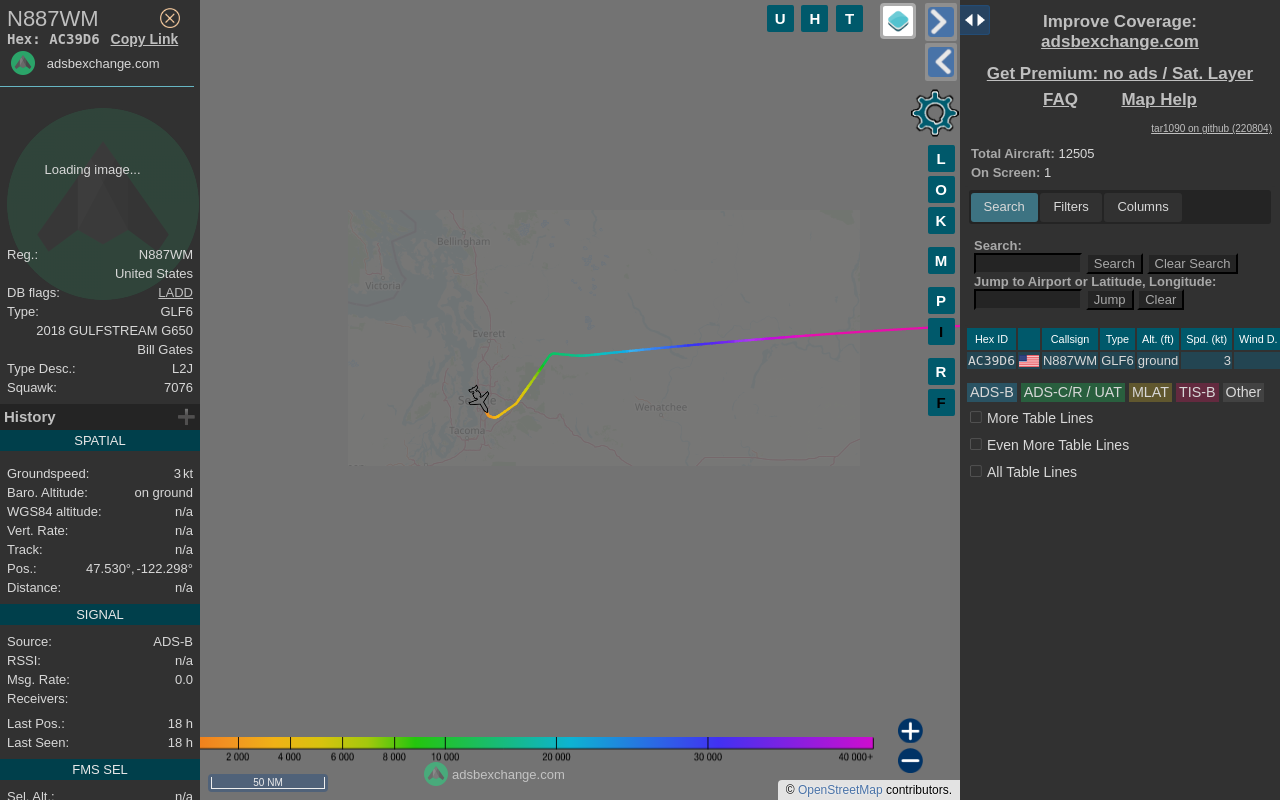 N887WM
Hex: AC39D6 Copy Link
adsbexchange.com
Loading image...
Reg.: N887WM
United States
DB flags: LADD
Type: GLF6
2018 GULFSTREAM G650
Bill Gates
Type Desc.: L2J
Squawk: 7076
History
SPATIAL
Groundspeed: 3 kt
Baro. Altitude: on ground
WGS84 altitude: n/a
Vert. Rate: n/a
Track: n/a
Pos.: 47.530°, -122.298°
Distance: n/a
SIGNAL
Source: ADS-B
RSSI: n/a
Msg. Rate: 0.0
Receivers:
Last Pos.: 18 h
Last Seen: 18 h
FMS SEL
Sel. Alt.: n/a
U H T
L
O
K
M
P
I
R
F
Bellingham
Victoria
Everett
Wenatchee
Tacoma
2 000 4 000 6 000 8 000 10 000 20 000 30 000 40 000+
adsbexchange.com
50 NM
© OpenStreetMap contributors.
Improve Coverage:
adsbexchange.com
Get Premium: no ads / Sat. Layer
FAQ Map Help
tar1090 on github (220804)
Total Aircraft: 12505
On Screen: 1
Search Filters Columns
Search:
Search Clear Search
Jump to Airport or Latitude, Longitude:
Jump Clear
Hex ID Callsign Type Alt. (ft) Spd. (kt) Wind D.
AC39D6 N887WM GLF6 ground 3
ADS-B ADS-C/R / UAT MLAT TIS-B Other
More Table Lines
Even More Table Lines
All Table Lines